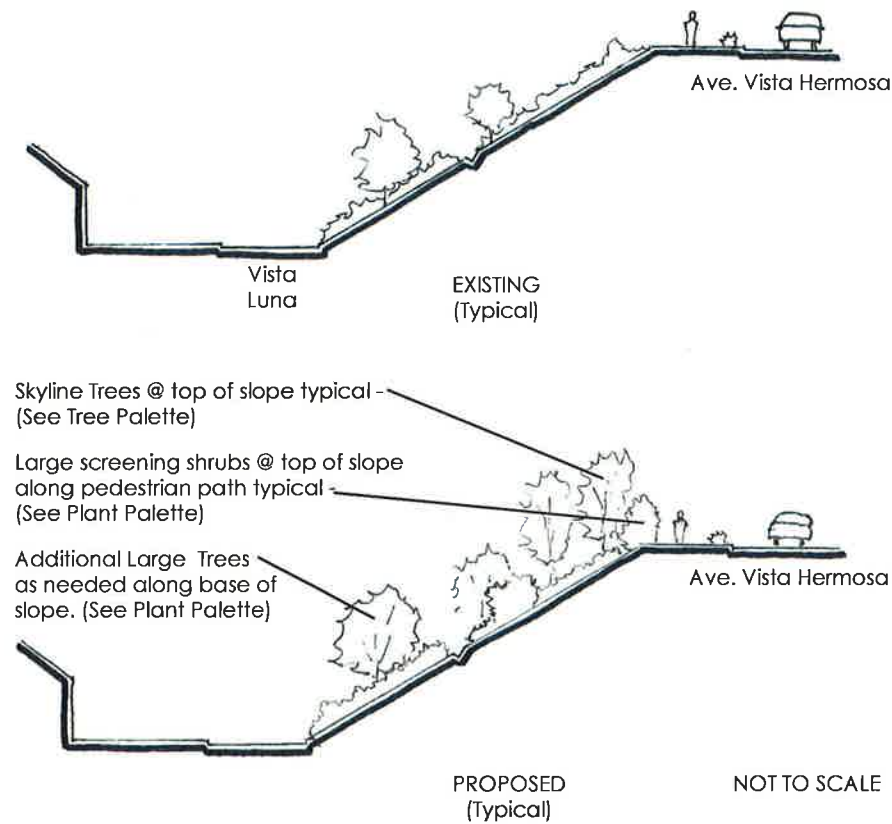 Ave. Vista Hermosa
Vista
Luna
EXISTING
(Typical)
Skyline Trees @ top of slope typical -
(See Tree Palette)
Large screening shrubs @ top of slope
along pedestrian path typical -
(See Plant Palette)
Additional Large Trees
as needed along base of
slope. (See Plant Palette)
Ave. Vista Hermosa
PROPOSED
(Typical)
NOT TO SCALE